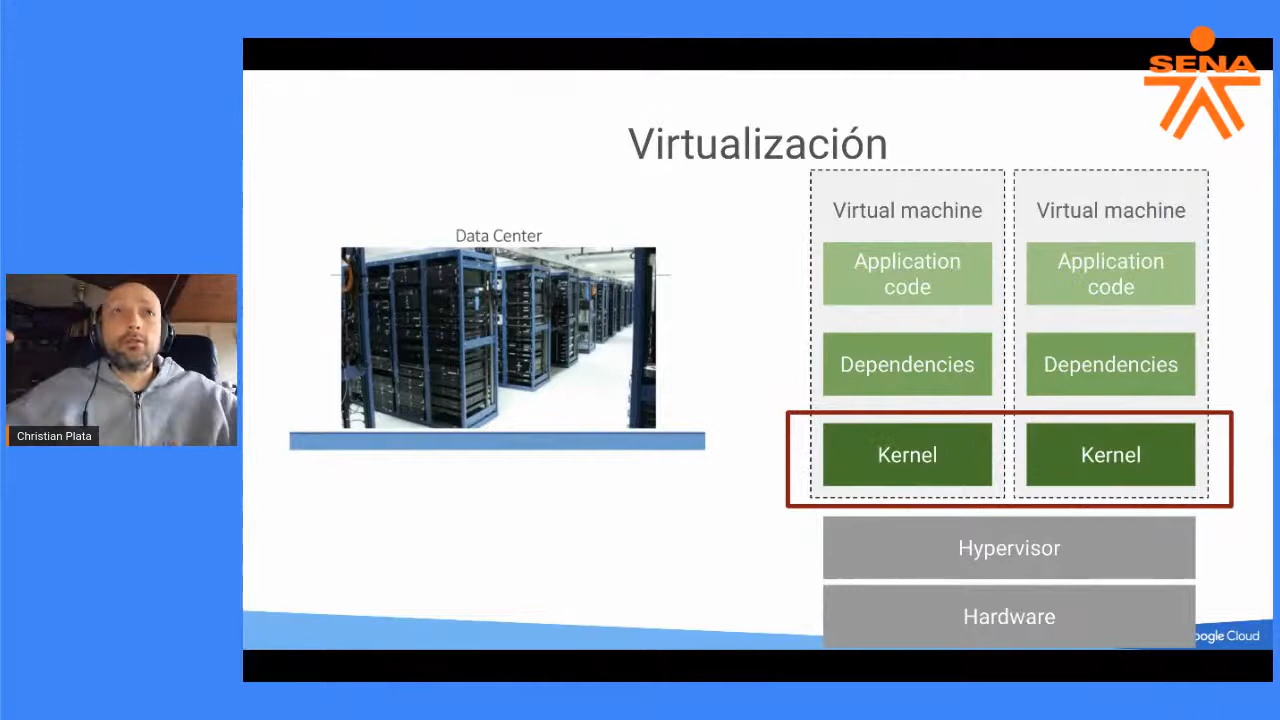 SENA
Virtualización
Data Center
Virtual machine
Virtual machine
Application
code
Application
code
Dependencies
Dependencies
Kernel
Kernel
Hypervisor
Hardware
Christian Plata
oogle Cloud